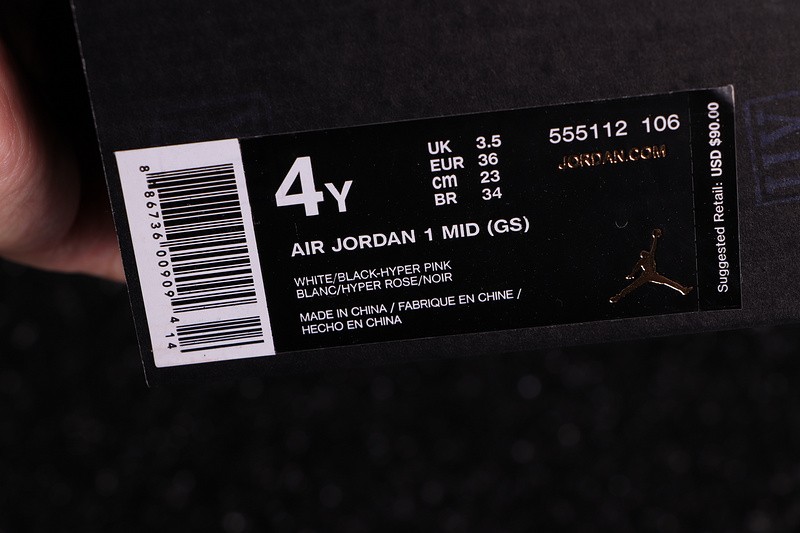 4Y
UK 3.5
EUR 36
cm 23
BR 34
555112 106
JORDAN.COM
AIR JORDAN 1 MID (GS)
WHITE/BLACK-HYPER PINK
BLANC/HYPER ROSE/NOIR
MADE IN CHINA / FABRIQUE EN CHINE /
HECHO EN CHINA
Suggested Retail: USD $90.00
8 86736 00909 4 14